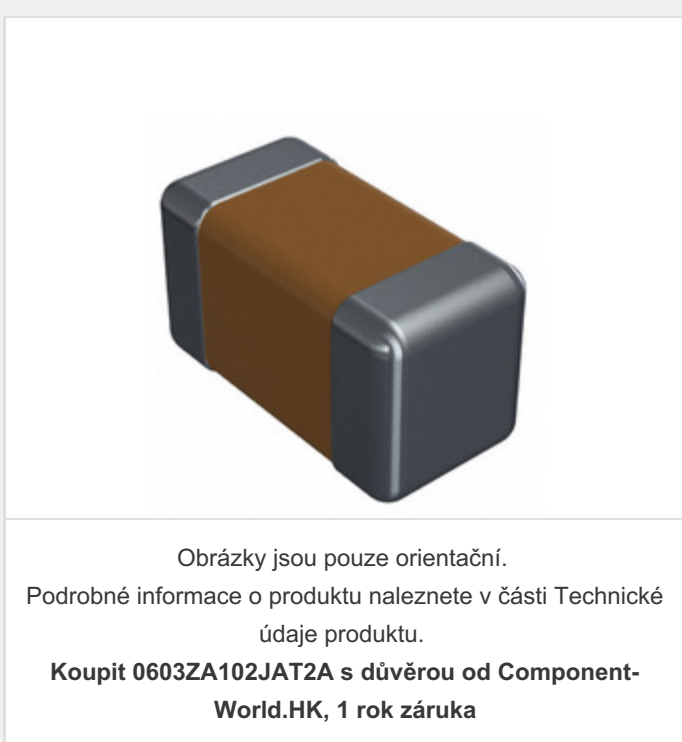 Obrázky jsou pouze orientační.
Podrobné informace o produktu naleznete v části Technické
údaje produktu.
Koupit 0603ZA102JAT2A s důvěrou od Component-
World.HK, 1 rok záruka